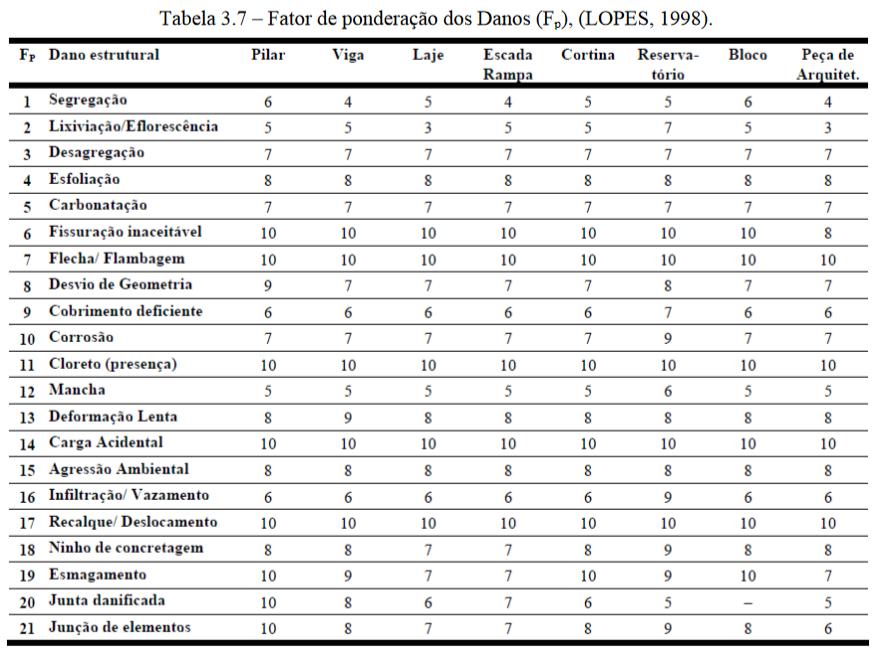 Tabela 3.7 – Fator de ponderação dos Danos (Fₚ), (LOPES, 1998).
Fₚ Dano estrutural Pilar Viga Laje Escada Rampa Cortina Reserva-tório Bloco Peça de Arquitet.
1 Segregação 6 4 5 4 5 5 6 4
2 Lixiviação/Eflorescência 5 5 3 5 5 7 5 3
3 Desagregação 7 7 7 7 7 7 7 7
4 Esfoliação 8 8 8 8 8 8 8 8
5 Carbonatação 7 7 7 7 7 7 7 7
6 Fissuração inaceitável 10 10 10 10 10 10 10 8
7 Flecha/ Flambagem 10 10 10 10 10 10 10 10
8 Desvio de Geometria 9 7 7 7 7 8 7 7
9 Cobrimento deficiente 6 6 6 6 6 7 6 6
10 Corrosão 7 7 7 7 7 9 7 7
11 Cloreto (presença) 10 10 10 10 10 10 10 10
12 Mancha 5 5 5 5 5 6 5 5
13 Deformação Lenta 8 9 8 8 8 8 8 8
14 Carga Acidental 10 10 10 10 10 10 10 10
15 Agressão Ambiental 8 8 8 8 8 8 8 8
16 Infiltração/ Vazamento 6 6 6 6 6 9 6 6
17 Recalque/ Deslocamento 10 10 10 10 10 10 10 10
18 Ninho de concretagem 8 8 7 7 8 9 8 8
19 Esmagamento 10 9 7 7 10 9 10 7
20 Junta danificada 10 8 6 7 6 5 – 5
21 Junção de elementos 10 8 7 7 8 9 8 6